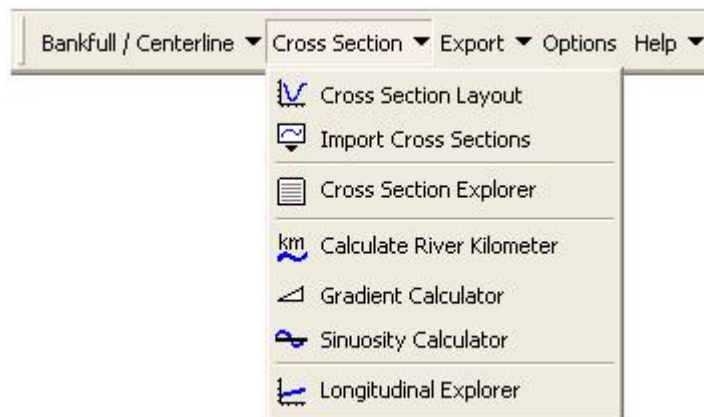 Bankfull / Centerline Cross Section Export Options Help
Cross Section Layout
Import Cross Sections
Cross Section Explorer
km Calculate River Kilometer
Gradient Calculator
Sinuosity Calculator
Longitudinal Explorer